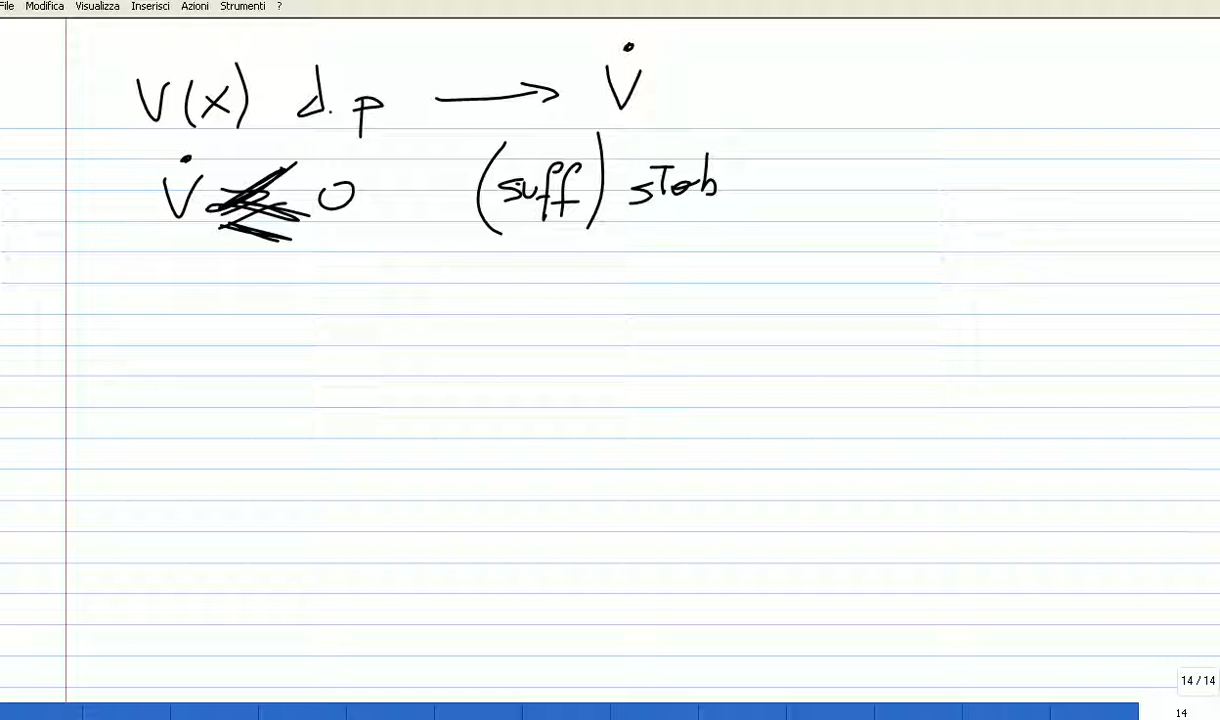 File Modifica Visualizza Inserisci Azioni Strumenti ?
V(x) d.p → V̇
V̇ ≤ 0 (suff) stab
14 / 14
14